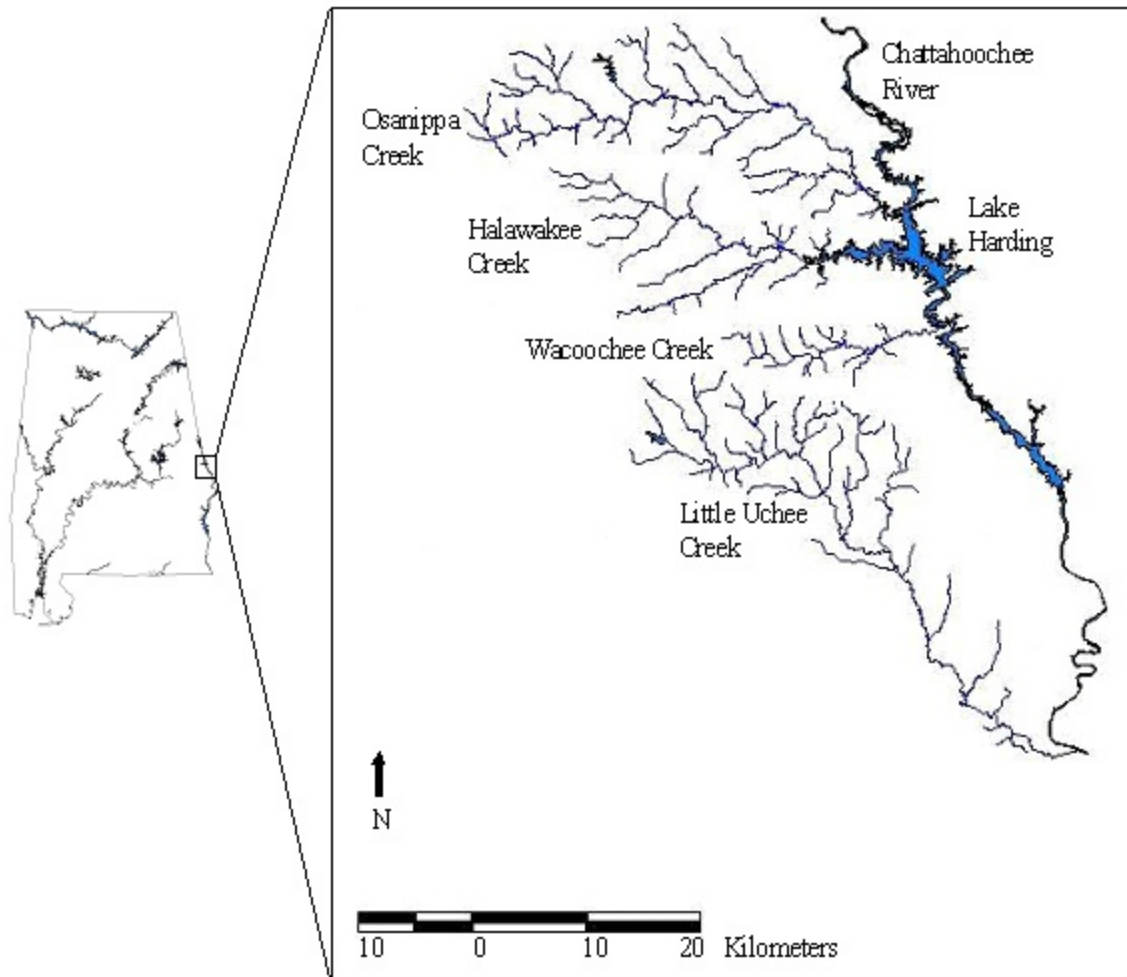 Chattahoochee
River
Osanippa
Creek
Lake
Harding
Halawakee
Creek
Wacoochee Creek
Little Uchee
Creek
N
10 0 10 20 Kilometers